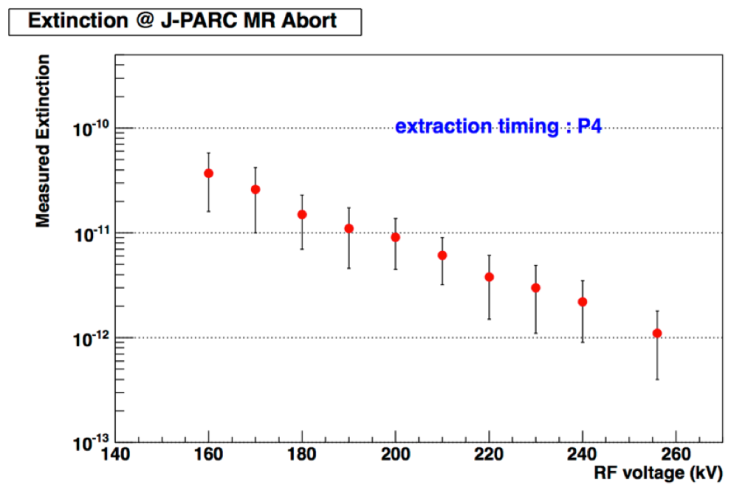 Extinction @ J-PARC MR Abort
Measured Extinction
extraction timing : P4
10-10
10-11
10-12
10-13
140 160 180 200 220 240 260
RF voltage (kV)